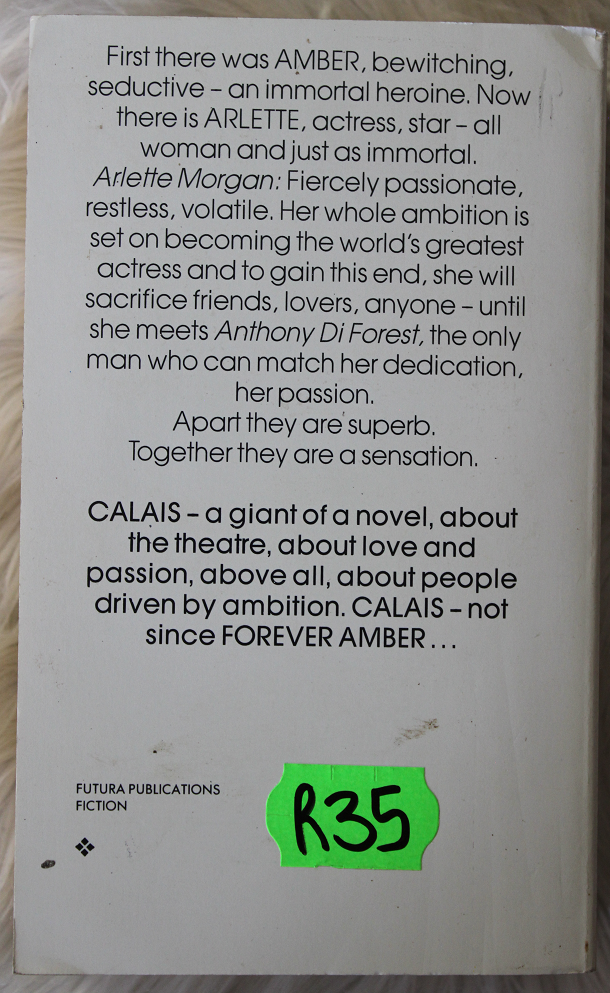 First there was AMBER, bewitching,
seductive – an immortal heroine. Now
there is ARLETTE, actress, star – all
woman and just as immortal.
Arlette Morgan: Fiercely passionate,
restless, volatile. Her whole ambition is
set on becoming the world's greatest
actress and to gain this end, she will
sacrifice friends, lovers, anyone – until
she meets Anthony Di Forest, the only
man who can match her dedication,
her passion.
Apart they are superb.
Together they are a sensation.
CALAIS – a giant of a novel, about
the theatre, about love and
passion, above all, about people
driven by ambition. CALAIS – not
since FOREVER AMBER...
FUTURA PUBLICATIONS
FICTION
R35